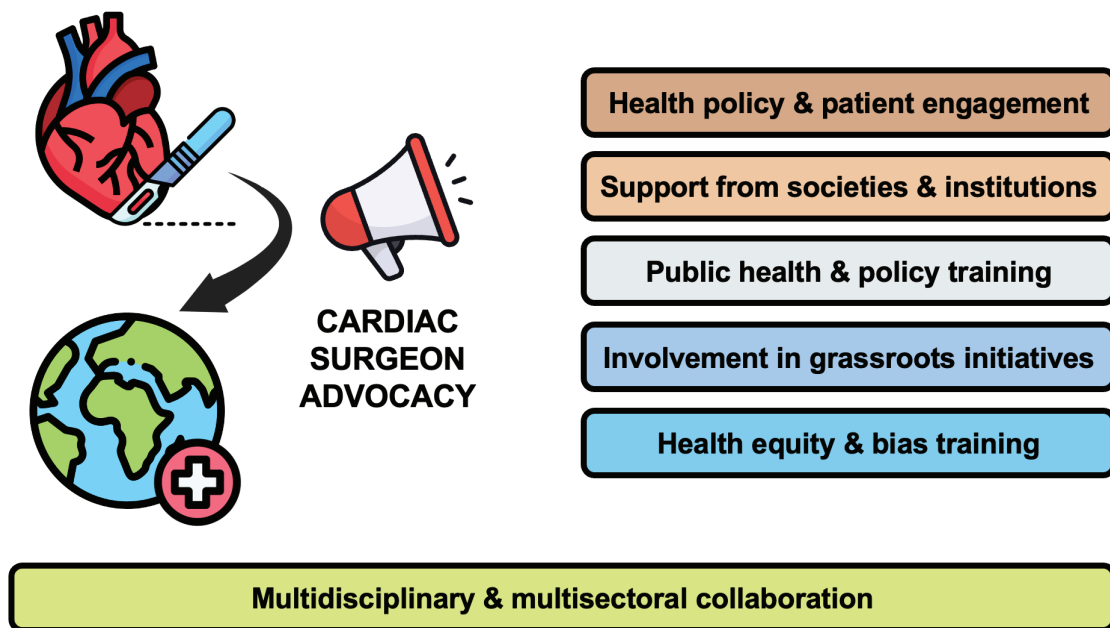 CARDIAC
SURGEON
ADVOCACY
Health policy & patient engagement
Support from societies & institutions
Public health & policy training
Involvement in grassroots initiatives
Health equity & bias training
Multidisciplinary & multisectoral collaboration